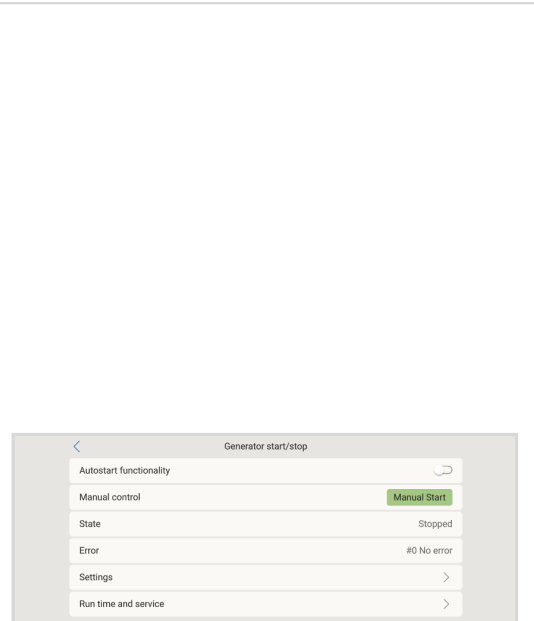 Generator start/stop
Autostart functionality
Manual control Manual Start
State Stopped
Error #0 No error
Settings
Run time and service